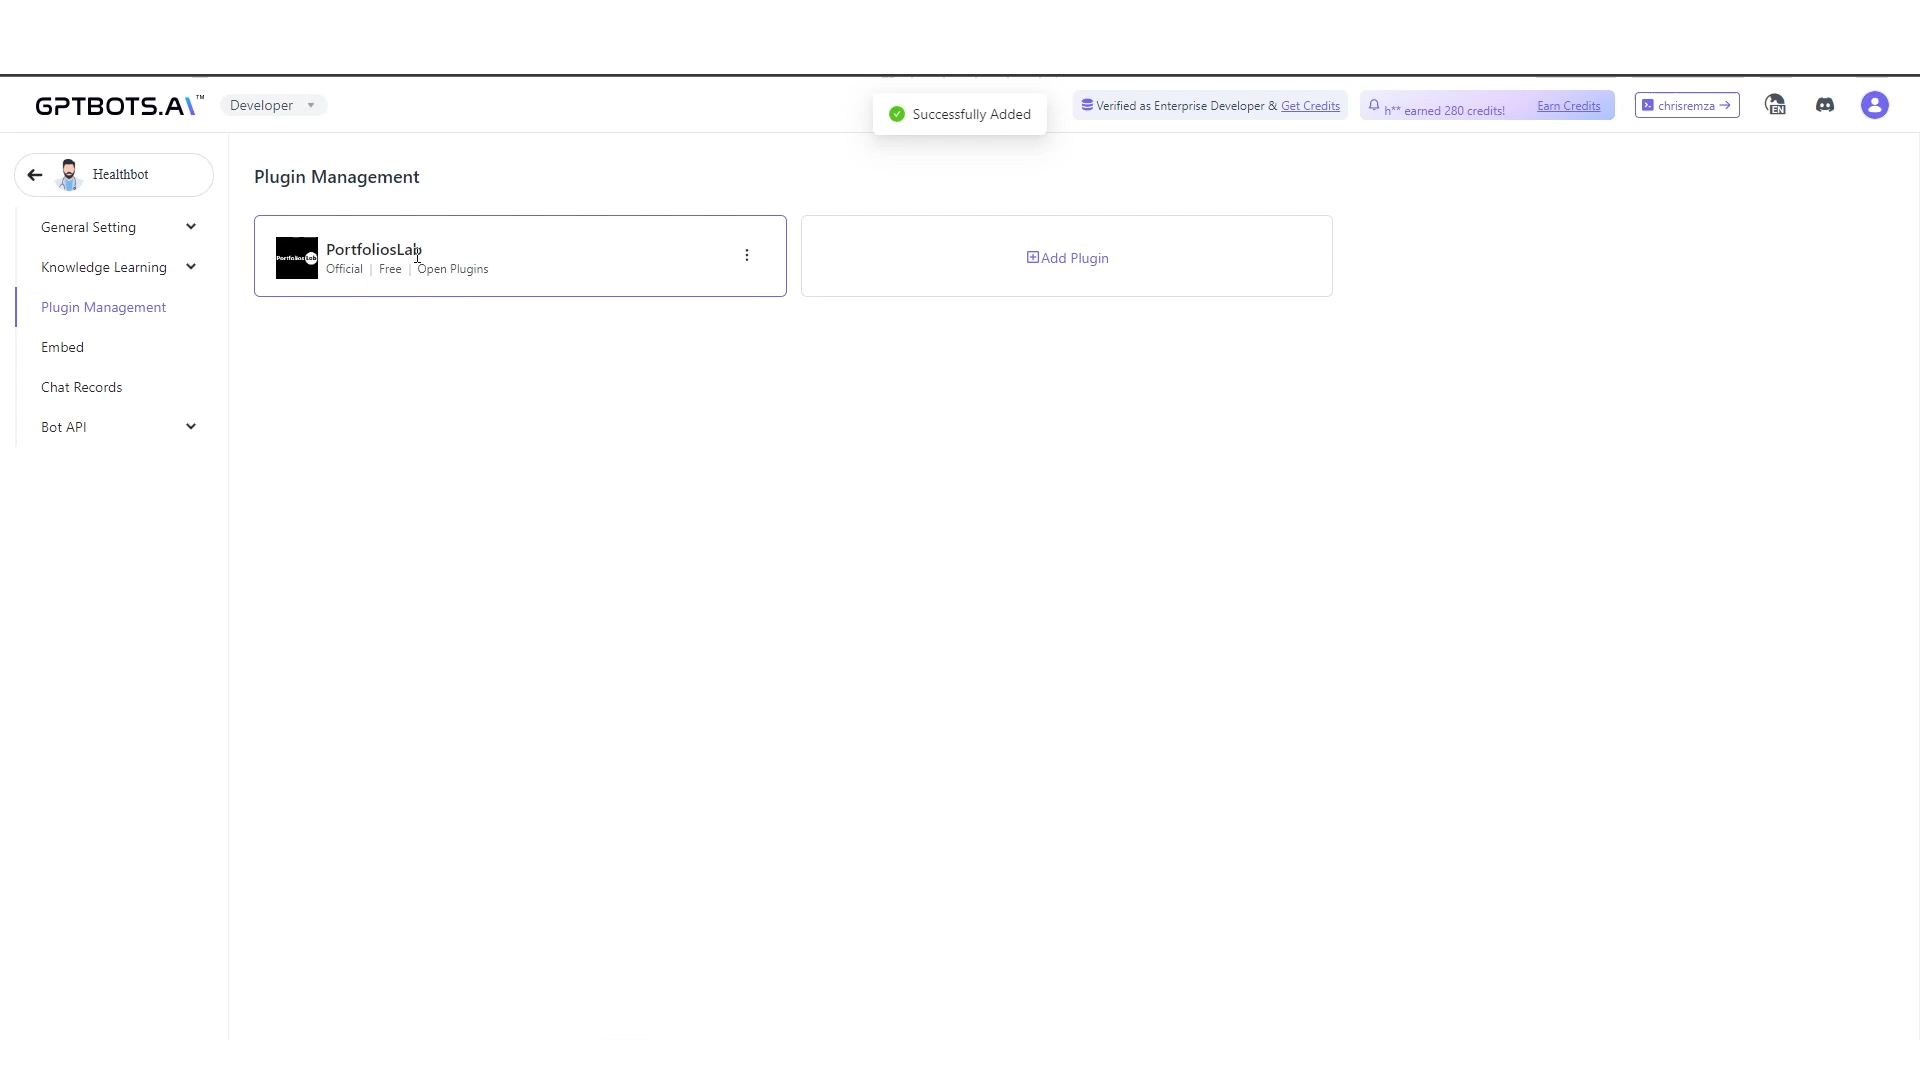 GPTBOTS.AI™ Developer
Successfully Added
Verified as Enterprise Developer & Get Credits
h** earned 280 credits! Earn Credits
chrisremza →
EN
Healthbot
General Setting
Knowledge Learning
Plugin Management
Embed
Chat Records
Bot API
Plugin Management
PortfoliosLab
PortfoliosLab
Official | Free | Open Plugins
Add Plugin